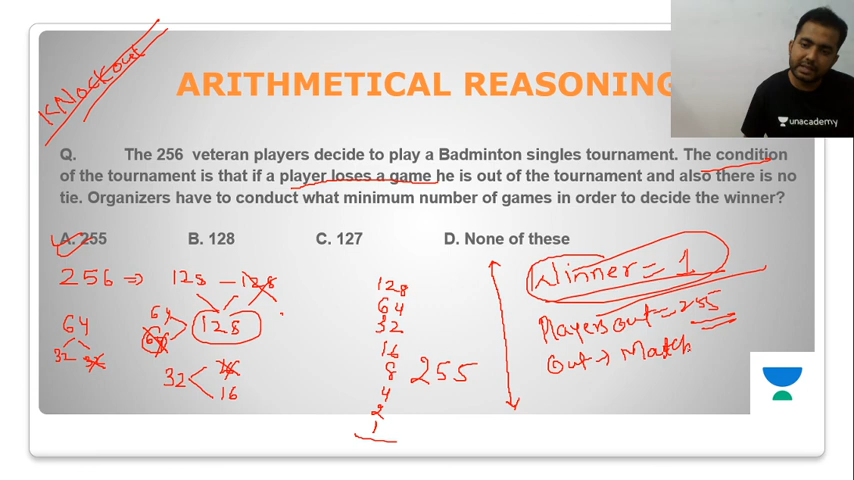 KNockout
ARITHMETICAL REASONING
unacademy
Q. The 256 veteran players decide to play a Badminton singles tournament. The condition
of the tournament is that if a player loses a game he is out of the tournament and also there is no
tie. Organizers have to conduct what minimum number of games in order to decide the winner?
A. 255 B. 128 C. 127 D. None of these
256 ⇒ 128 - 128
64
128
64
32
32 16
128
64
32
16
8
4
2
1
255
Winner = 1
Players out = 255
Out → Match